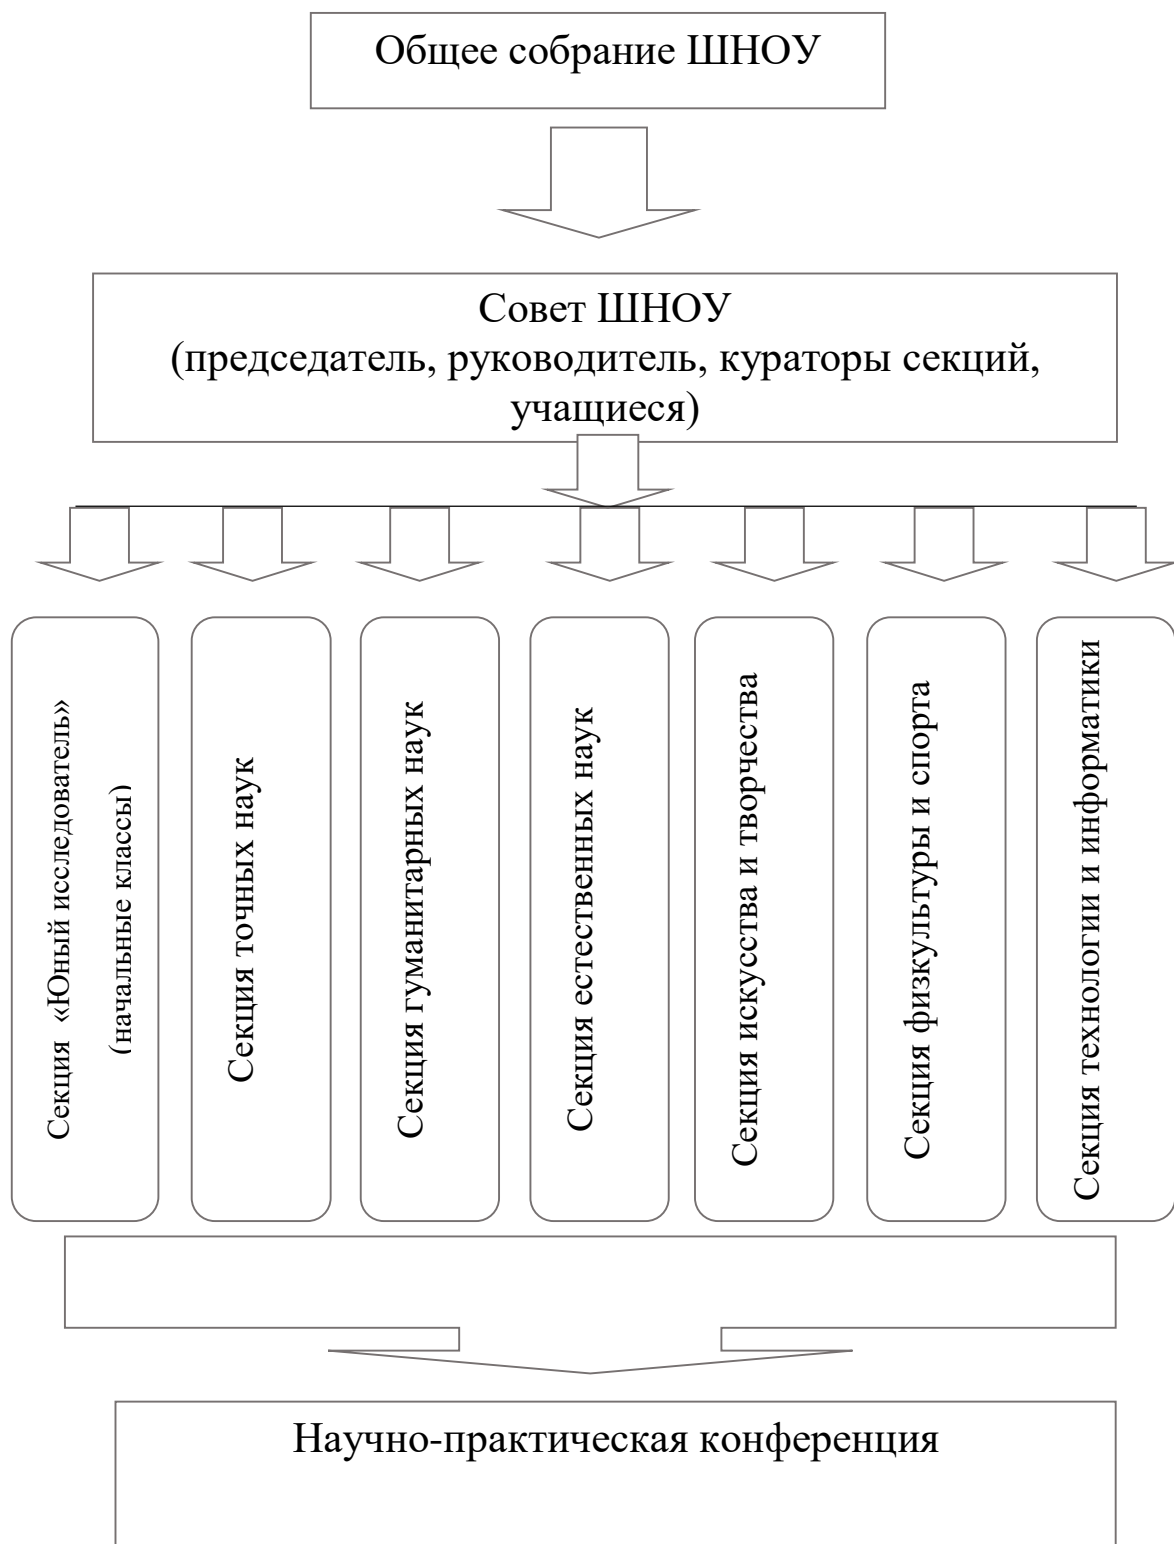 Общее собрание ШНОУ
Совет ШНОУ
(председатель, руководитель, кураторы секций,
учащиеся)
Секция «Юный исследователь»
(начальные классы)
Секция точных наук
Секция гуманитарных наук
Секция естественных наук
Секция искусства и творчества
Секция физкультуры и спорта
Секция технологии и информатики
Научно-практическая конференция